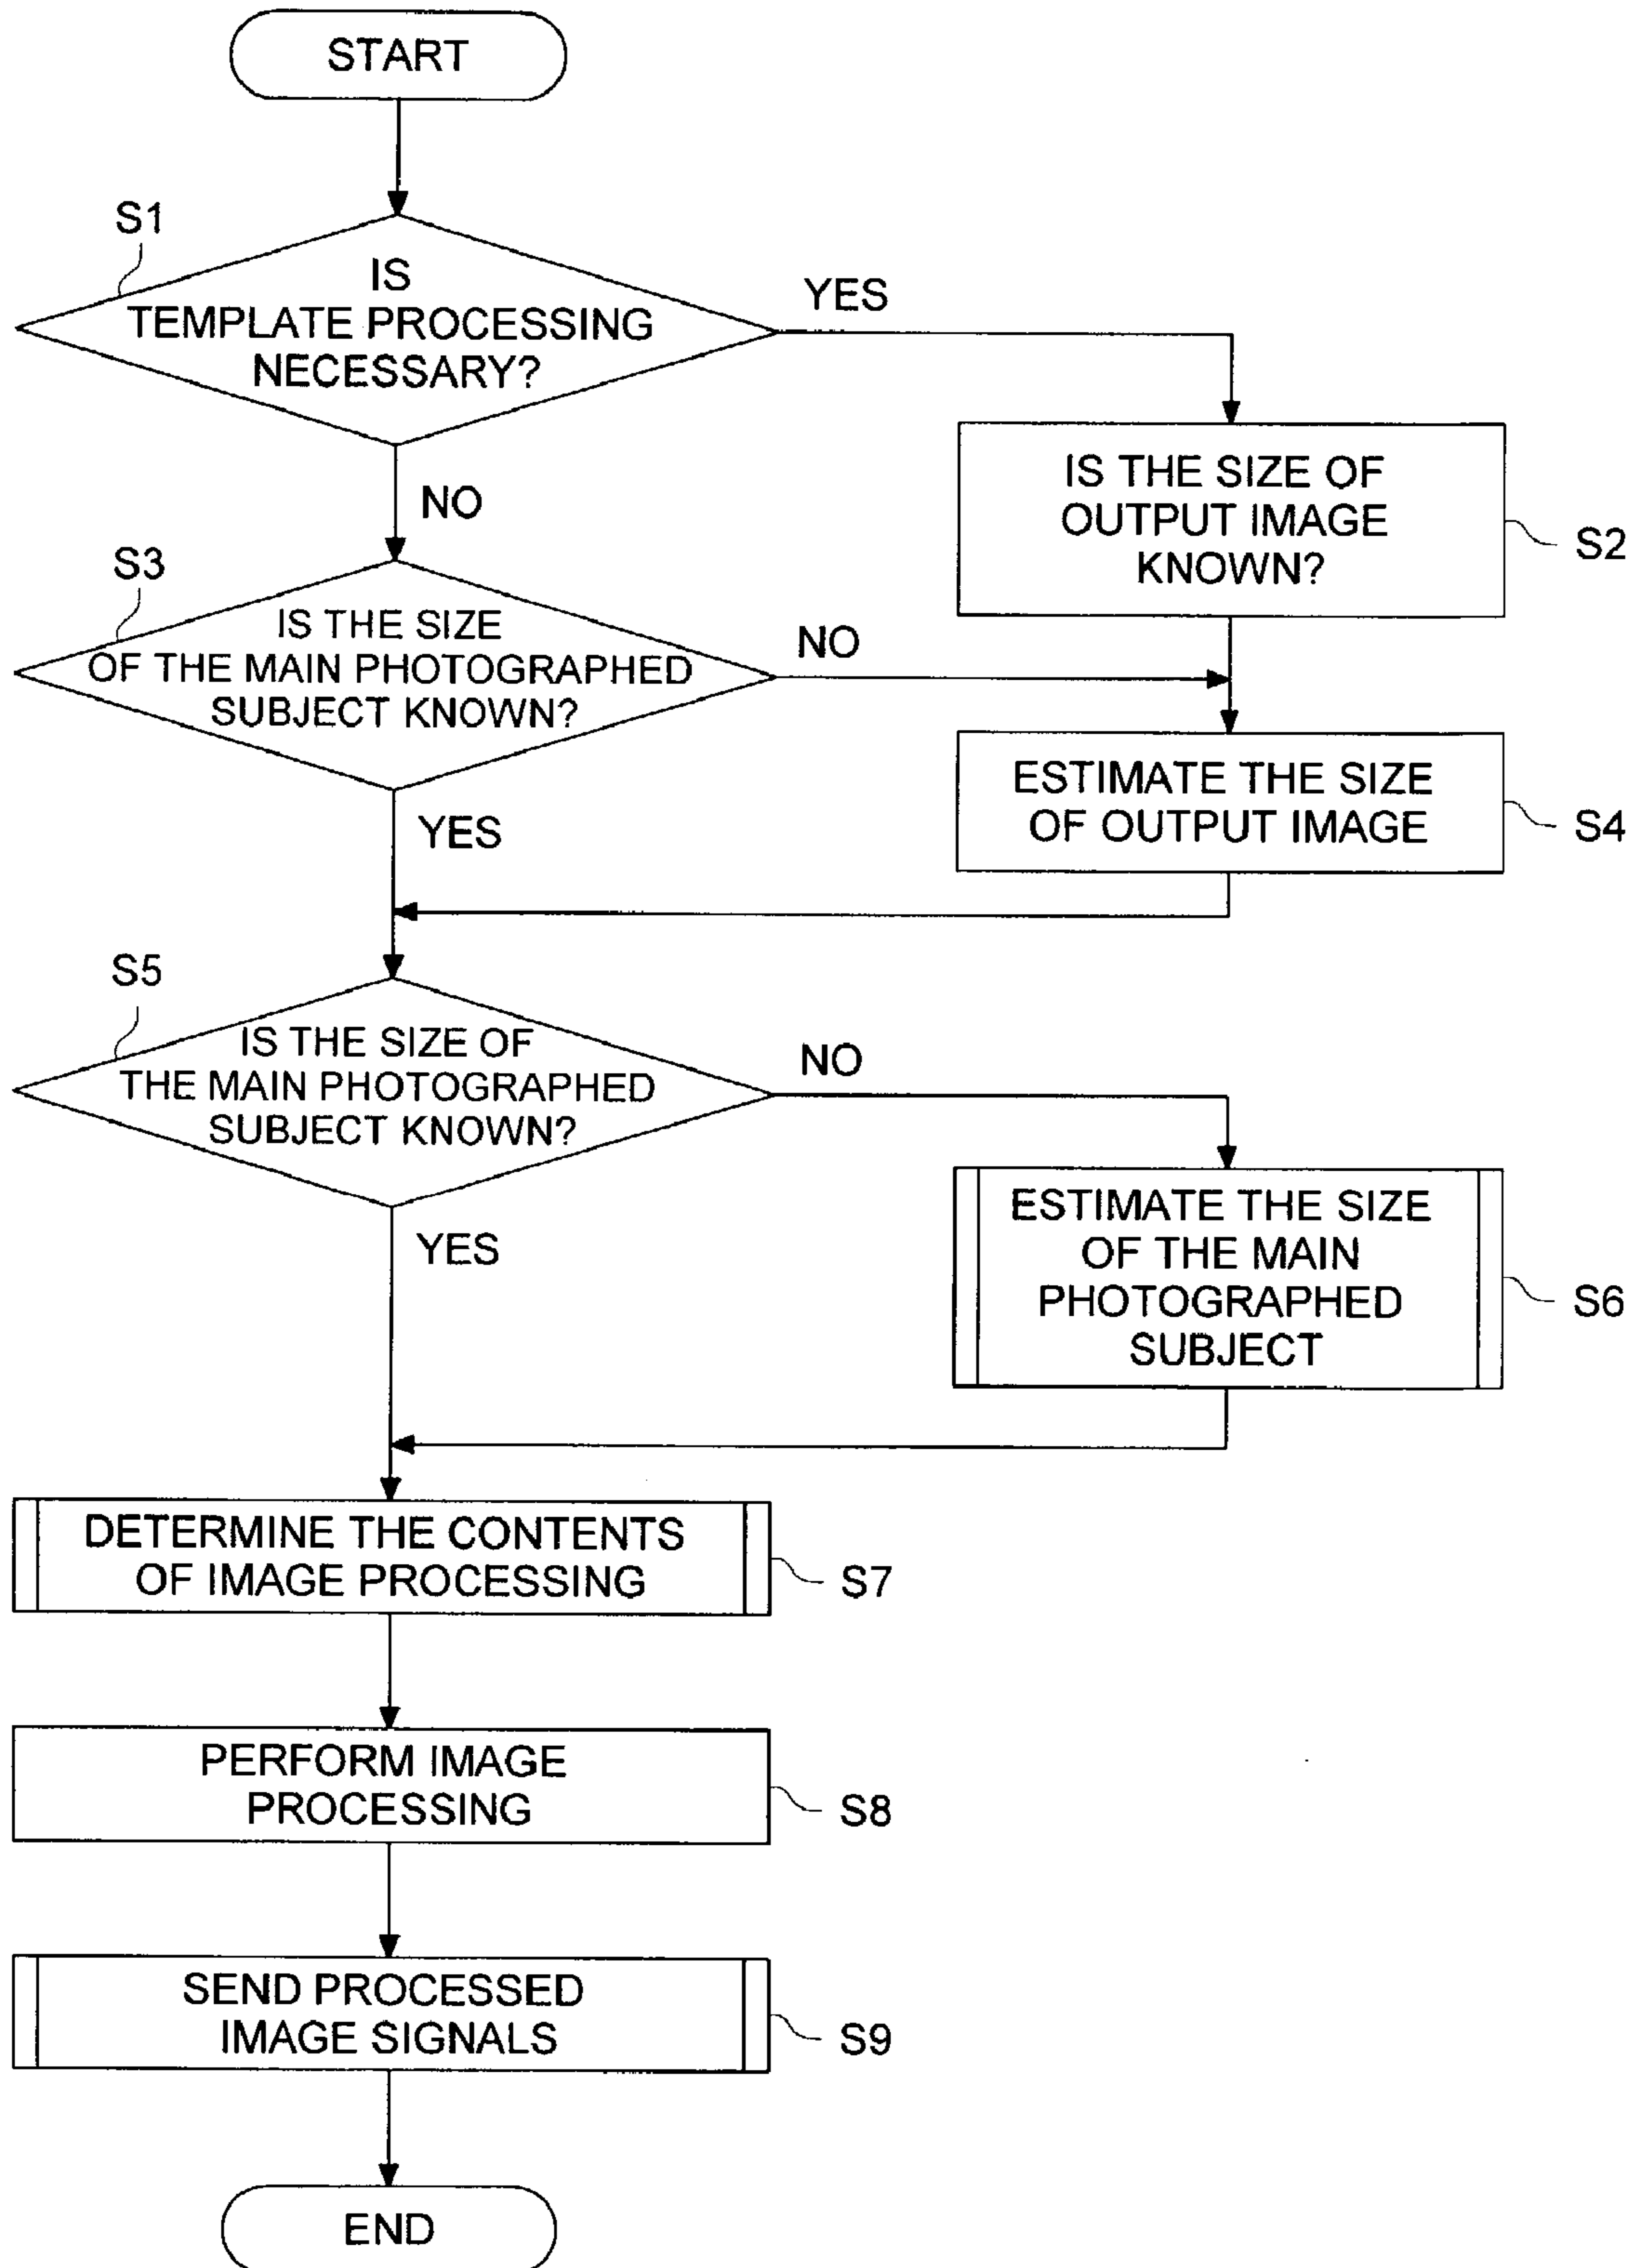 START
S1
IS
TEMPLATE PROCESSING
NECESSARY?
YES
NO
IS THE SIZE OF
OUTPUT IMAGE
KNOWN?
S2
S3
IS THE SIZE
OF THE MAIN PHOTOGRAPHED
SUBJECT KNOWN?
NO
YES
ESTIMATE THE SIZE
OF OUTPUT IMAGE
S4
S5
IS THE SIZE OF
THE MAIN PHOTOGRAPHED
SUBJECT KNOWN?
NO
YES
ESTIMATE THE SIZE
OF THE MAIN
PHOTOGRAPHED
SUBJECT
S6
DETERMINE THE CONTENTS
OF IMAGE PROCESSING
S7
PERFORM IMAGE
PROCESSING
S8
SEND PROCESSED
IMAGE SIGNALS
S9
END